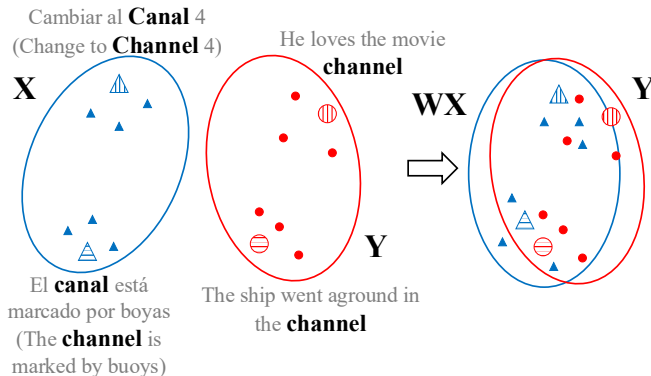 Cambiar al Canal 4
(Change to Channel 4)
He loves the movie
channel
X
WX
Y
Y
El canal está
marcado por boyas
(The channel is
marked by buoys)
The ship went aground in
the channel